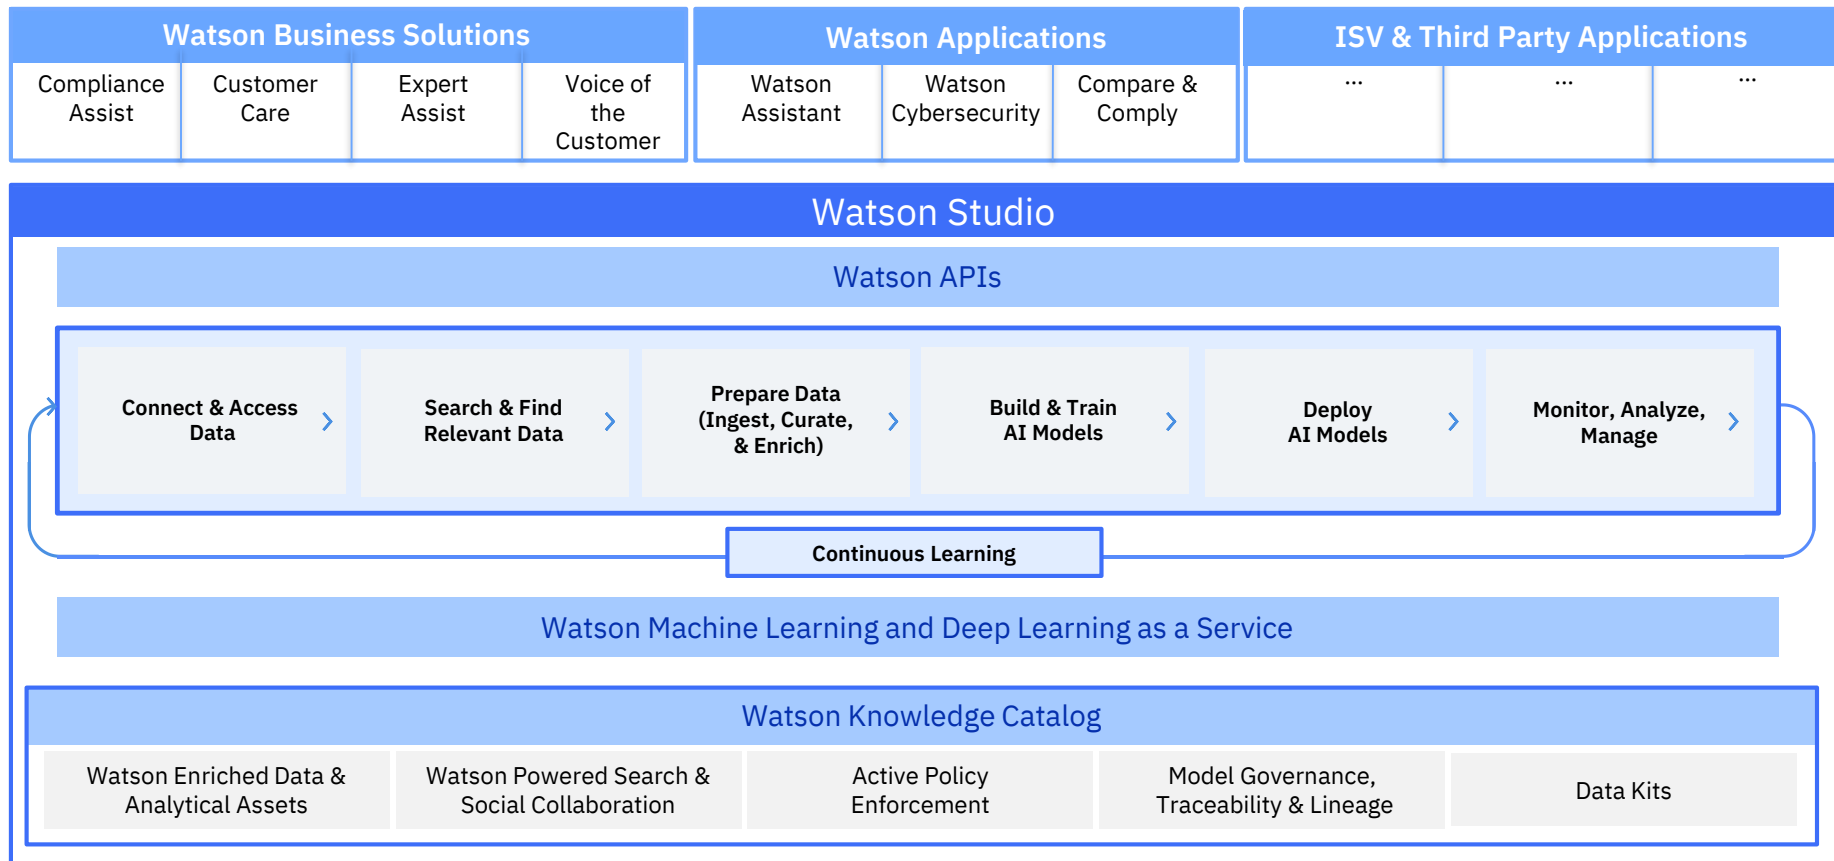 Watson Business Solutions
Compliance
Assist
Customer
Care
Expert
Assist
Voice of
the
Customer
Watson Applications
Watson
Assistant
Watson
Cybersecurity
Compare &
Comply
ISV & Third Party Applications
...
...
...
Watson Studio
Watson APIs
Connect & Access
Data
Search & Find
Relevant Data
Prepare Data
(Ingest, Curate,
& Enrich)
Build & Train
AI Models
Deploy
AI Models
Monitor, Analyze,
Manage
Continuous Learning
Watson Machine Learning and Deep Learning as a Service
Watson Knowledge Catalog
Watson Enriched Data &
Analytical Assets
Watson Powered Search &
Social Collaboration
Active Policy
Enforcement
Model Governance,
Traceability & Lineage
Data Kits